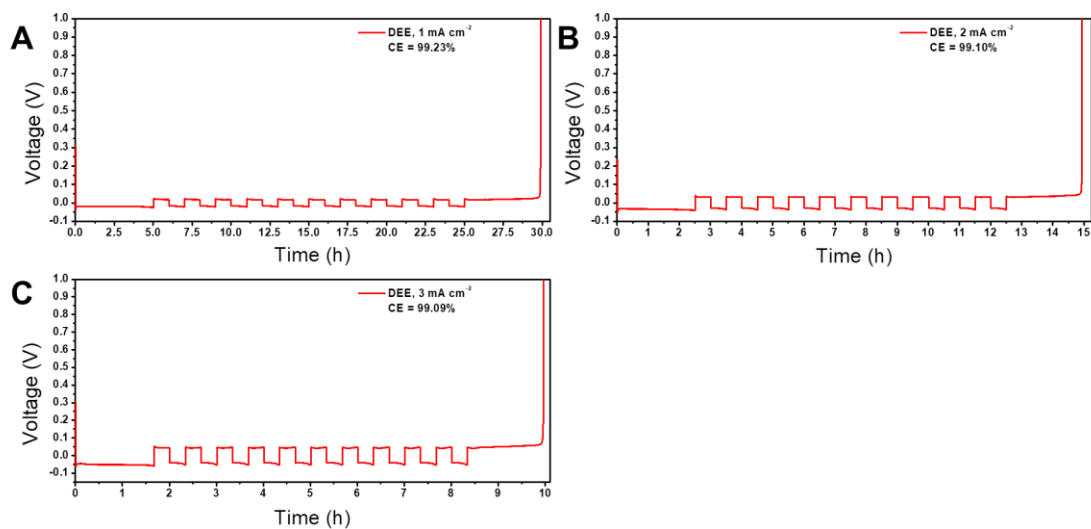 A
DEE, 1 mA cm⁻²
CE = 99.23%
Voltage (V)
1.0
0.9
0.8
0.7
0.6
0.5
0.4
0.3
0.2
0.1
0.0
-0.1
0.0 2.5 5.0 7.5 10.0 12.5 15.0 17.5 20.0 22.5 25.0 27.5 30.0
Time (h)
B
DEE, 2 mA cm⁻²
CE = 99.10%
Voltage (V)
1.0
0.9
0.8
0.7
0.6
0.5
0.4
0.3
0.2
0.1
0.0
-0.1
0 1 2 3 4 5 6 7 8 9 10 11 12 13 14 15
Time (h)
C
DEE, 3 mA cm⁻²
CE = 99.09%
Voltage (V)
1.0
0.9
0.8
0.7
0.6
0.5
0.4
0.3
0.2
0.1
0.0
-0.1
0 1 2 3 4 5 6 7 8 9 10
Time (h)